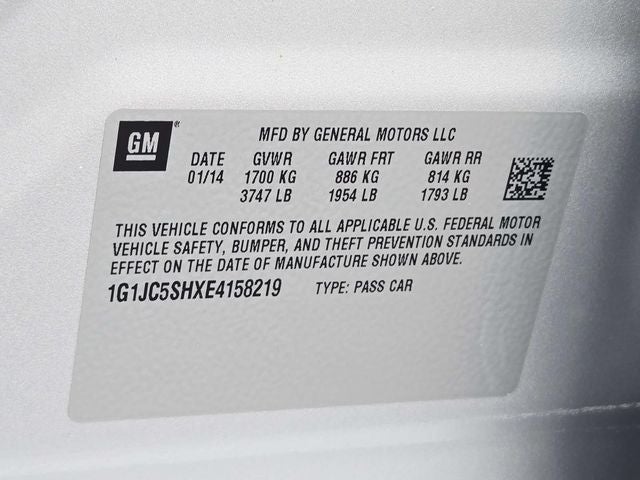 GM
MFD BY GENERAL MOTORS LLC
DATE GVWR GAWR FRT GAWR RR
01/14 1700 KG 886 KG 814 KG
3747 LB 1954 LB 1793 LB
THIS VEHICLE CONFORMS TO ALL APPLICABLE U.S. FEDERAL MOTOR
VEHICLE SAFETY, BUMPER, AND THEFT PREVENTION STANDARDS IN
EFFECT ON THE DATE OF MANUFACTURE SHOWN ABOVE.
1G1JC5SHXE4158219 TYPE: PASS CAR